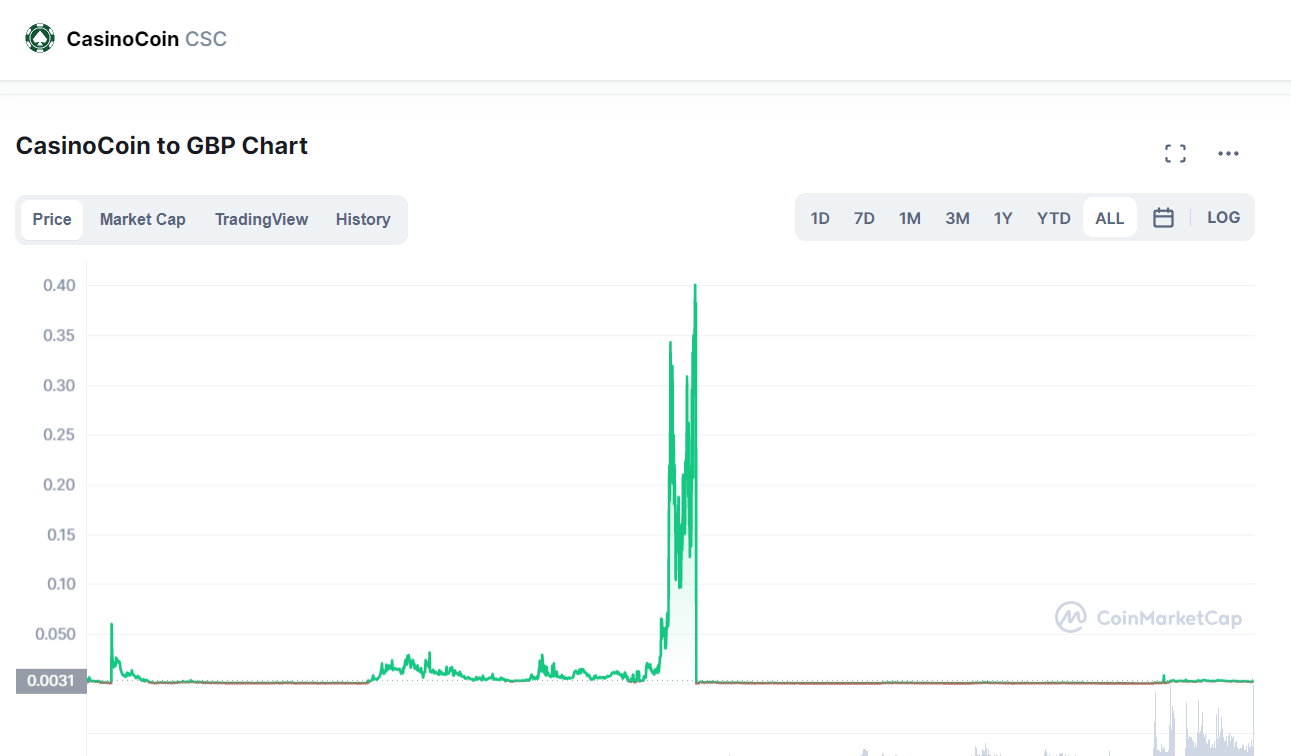 CasinoCoin CSC
CasinoCoin to GBP Chart
Price Market Cap TradingView History
1D 7D 1M 3M 1Y YTD ALL LOG
0.40
0.35
0.30
0.25
0.20
0.15
0.10
CoinMarketCap
0.050
0.0031